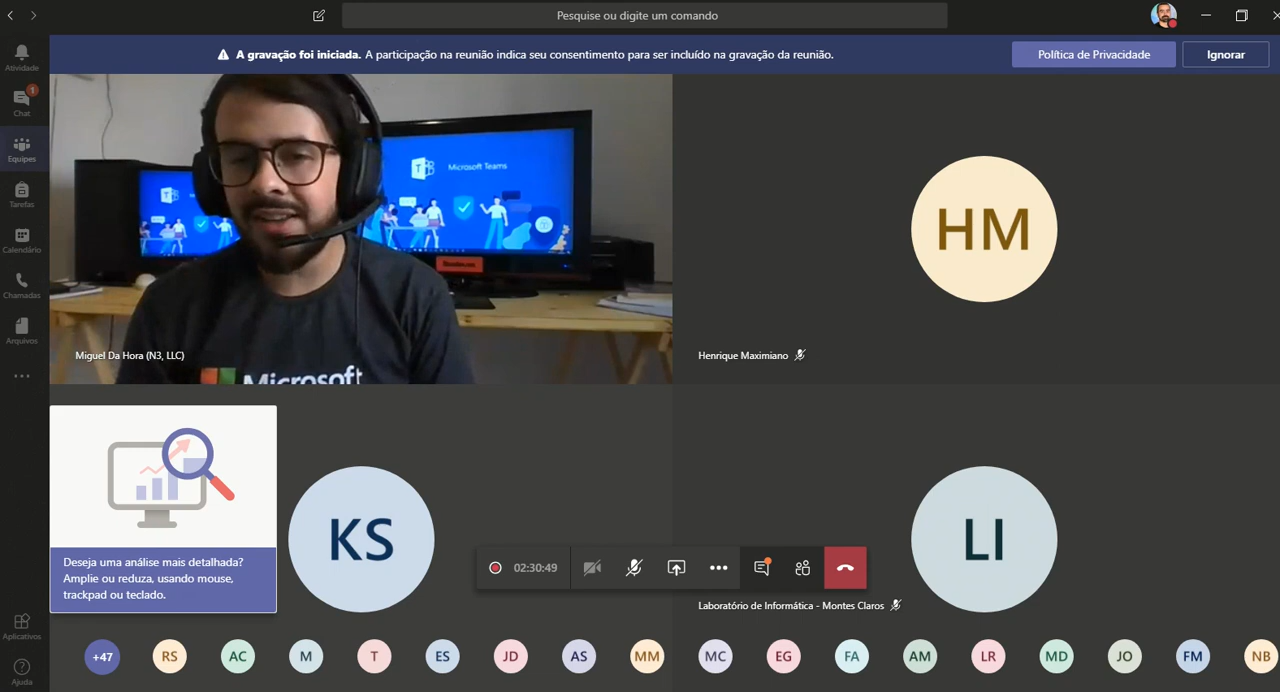 Pesquise ou digite um comando
A gravação foi iniciada. A participação na reunião indica seu consentimento para ser incluído na gravação da reunião.
Política de Privacidade
Ignorar
Atividade
1
Chat
Equipes
Tarefas
Calendário
Chamadas
Arquivos
Microsoft Teams
Microsoft
Miguel Da Hora (N3, LLC)
HM
Henrique Maximiano
Deseja uma análise mais detalhada?
Amplie ou reduza, usando mouse,
trackpad ou teclado.
KS
LI
02:30:49
Laboratório de Informática - Montes Claros
+47
RS
AC
M
T
ES
JD
AS
MM
MC
EG
FA
AM
LR
MD
JO
FM
NB
Aplicativos
Ajuda